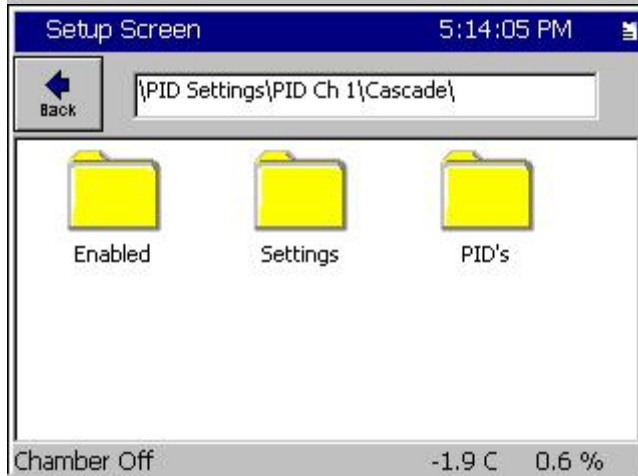 Setup Screen 5:14:05 PM
Back
\PID Settings\PID Ch 1\Cascade\
Enabled Settings PID's
Chamber Off -1.9 C 0.6 %